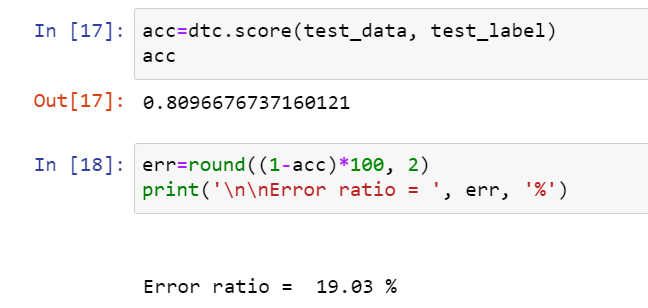 In [17]: acc=dtc.score(test_data, test_label)
acc
Out[17]: 0.8096676737160121
In [18]: err=round((1-acc)*100, 2)
print('\n\nError ratio = ', err, '%')
Error ratio =  19.03 %